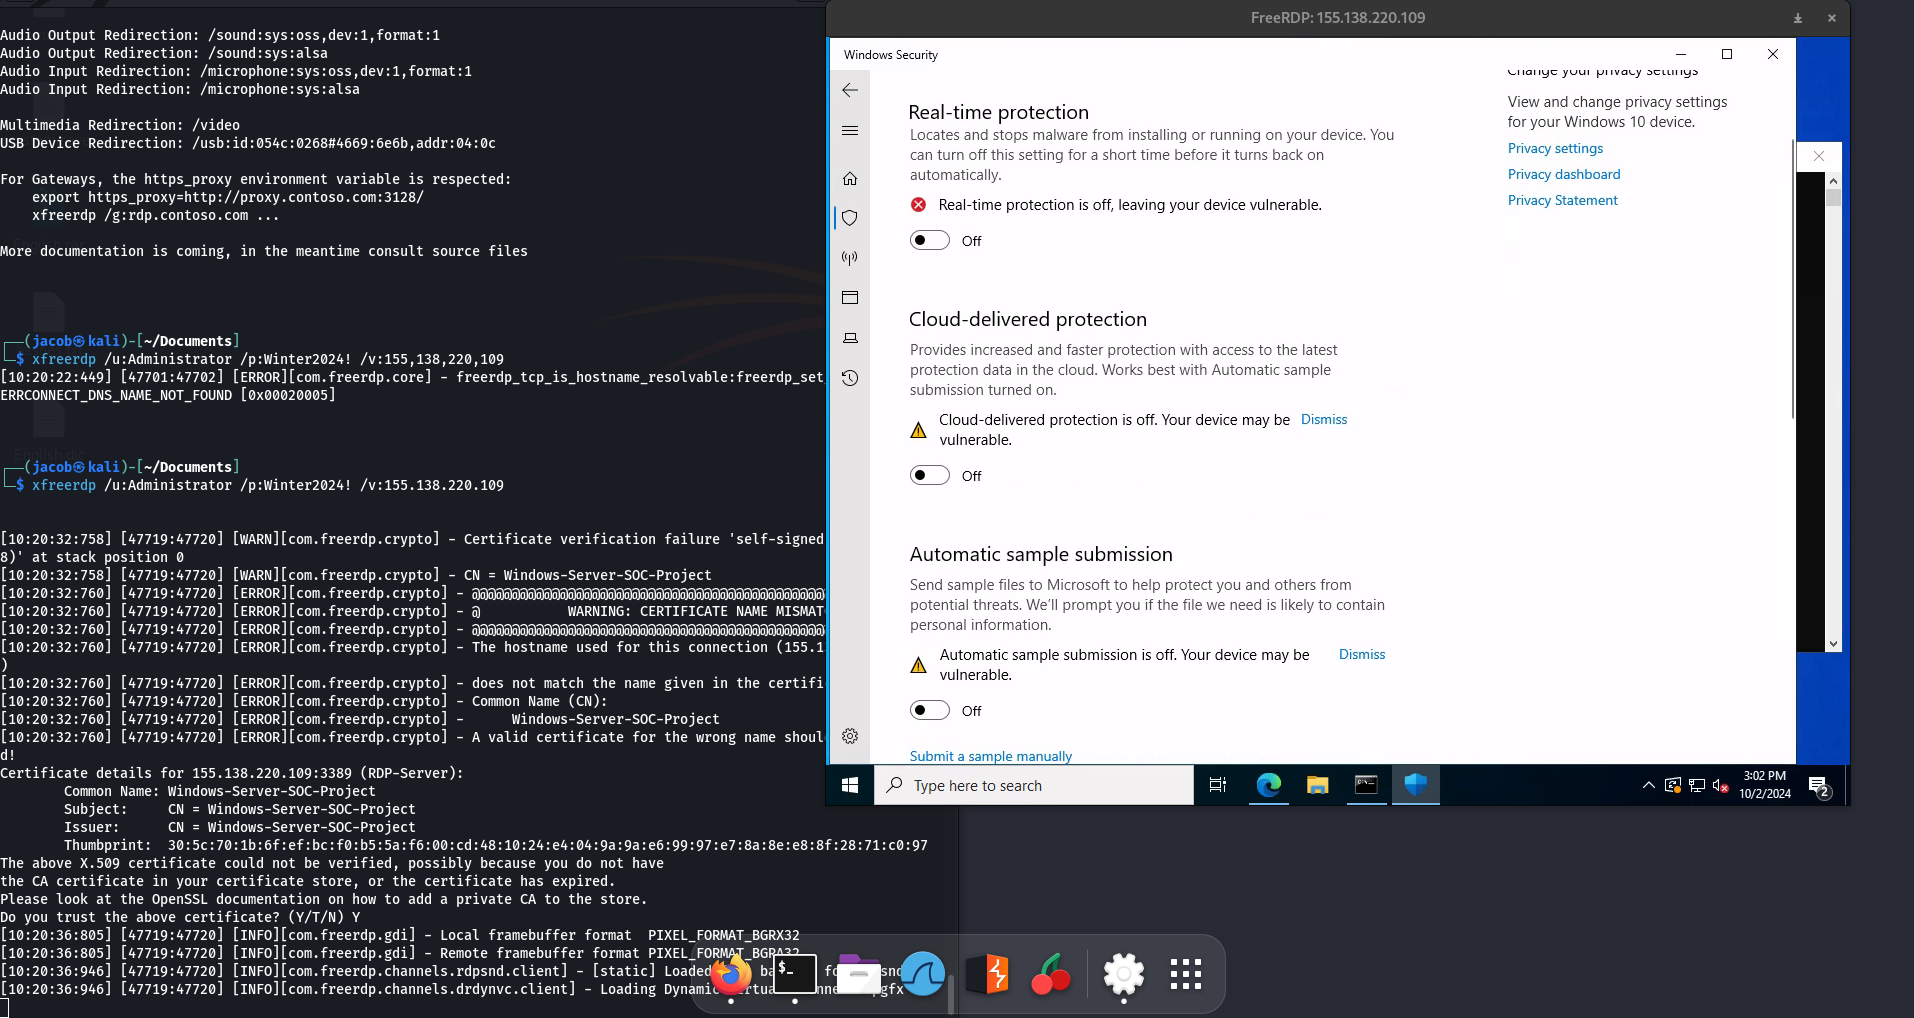 Audio Output Redirection: /sound:sys:oss,dev:1,format:1
Audio Output Redirection: /sound:sys:alsa
Audio Input Redirection: /microphone:sys:oss,dev:1,format:1
Audio Input Redirection: /microphone:sys:alsa
Multimedia Redirection: /video
USB Device Redirection: /usb:id:054c:0268#4669:6e6b,addr:04:0c
For Gateways, the https_proxy environment variable is respected:
export https_proxy=http://proxy.contoso.com:3128/
xfreerdp /g:rdp.contoso.com ...
More documentation is coming, in the meantime consult source files
(jacob㉿kali)-[~/Documents]
$ xfreerdp /u:Administrator /p:Winter2024! /v:155,138,220,109
[10:20:22:449] [47701:47702] [ERROR][com.freerdp.core] - freerdp_tcp_is_hostname_resolvable:freerdp_set_
ERRCONNECT_DNS_NAME_NOT_FOUND [0x00020005]
English.dic
(jacob㉿kali)-[~/Documents]
$ xfreerdp /u:Administrator /p:Winter2024! /v:155.138.220.109
[10:20:32:758] [47719:47720] [WARN][com.freerdp.crypto] - Certificate verification failure 'self-signed
8)' at stack position 0
[10:20:32:758] [47719:47720] [WARN][com.freerdp.crypto] - CN = Windows-Server-SOC-Project
[10:20:32:760] [47719:47720] [ERROR][com.freerdp.crypto] - @@@@@@@@@@@@@@@@@@@@@@@@@@@@@@@@@@@@@@@@@@@@
[10:20:32:760] [47719:47720] [ERROR][com.freerdp.crypto] - @ WARNING: CERTIFICATE NAME MISMAT
[10:20:32:760] [47719:47720] [ERROR][com.freerdp.crypto] - @@@@@@@@@@@@@@@@@@@@@@@@@@@@@@@@@@@@@@@@@@@@
[10:20:32:760] [47719:47720] [ERROR][com.freerdp.crypto] - The hostname used for this connection (155.1
)
[10:20:32:760] [47719:47720] [ERROR][com.freerdp.crypto] - does not match the name given in the certifi
[10:20:32:760] [47719:47720] [ERROR][com.freerdp.crypto] - Common Name (CN):
[10:20:32:760] [47719:47720] [ERROR][com.freerdp.crypto] - Windows-Server-SOC-Project
[10:20:32:760] [47719:47720] [ERROR][com.freerdp.crypto] - A valid certificate for the wrong name shoul
d!
Certificate details for 155.138.220.109:3389 (RDP-Server):
Common Name: Windows-Server-SOC-Project
Subject: CN = Windows-Server-SOC-Project
Issuer: CN = Windows-Server-SOC-Project
Thumbprint: 30:5c:70:1b:6f:ef:bc:f0:b5:5a:f6:00:cd:48:10:24:e4:04:9a:9a:e6:99:97:e7:8a:8e:e8:8f:28:71:c0:97
The above X.509 certificate could not be verified, possibly because you do not have
the CA certificate in your certificate store, or the certificate has expired.
Please look at the OpenSSL documentation on how to add a private CA to the store.
Do you trust the above certificate? (Y/T/N) Y
[10:20:36:805] [47719:47720] [INFO][com.freerdp.gdi] - Local framebuffer format PIXEL_FORMAT_BGRX32
[10:20:36:805] [47719:47720] [INFO][com.freerdp.gdi] - Remote framebuffer format PIXEL_FORMAT_BGRA32
[10:20:36:946] [47719:47720] [INFO][com.freerdp.channels.rdpsnd.client] - [static] Loaded
[10:20:36:946] [47719:47720] [INFO][com.freerdp.channels.drdynvc.client] - Loading Dynamic
FreeRDP: 155.138.220.109
Windows Security
Change your privacy settings
View and change privacy settings
for your Windows 10 device.
Privacy settings
Privacy dashboard
Privacy Statement
Real-time protection
Locates and stops malware from installing or running on your device. You
can turn off this setting for a short time before it turns back on
automatically.
Real-time protection is off, leaving your device vulnerable.
Off
Cloud-delivered protection
Provides increased and faster protection with access to the latest
protection data in the cloud. Works best with Automatic sample
submission turned on.
Cloud-delivered protection is off. Your device may be Dismiss
vulnerable.
Off
Automatic sample submission
Send sample files to Microsoft to help protect you and others from
potential threats. We'll prompt you if the file we need is likely to contain
personal information.
Automatic sample submission is off. Your device may be Dismiss
vulnerable.
Off
Submit a sample manually
Type here to search
3:02 PM
10/2/2024
2